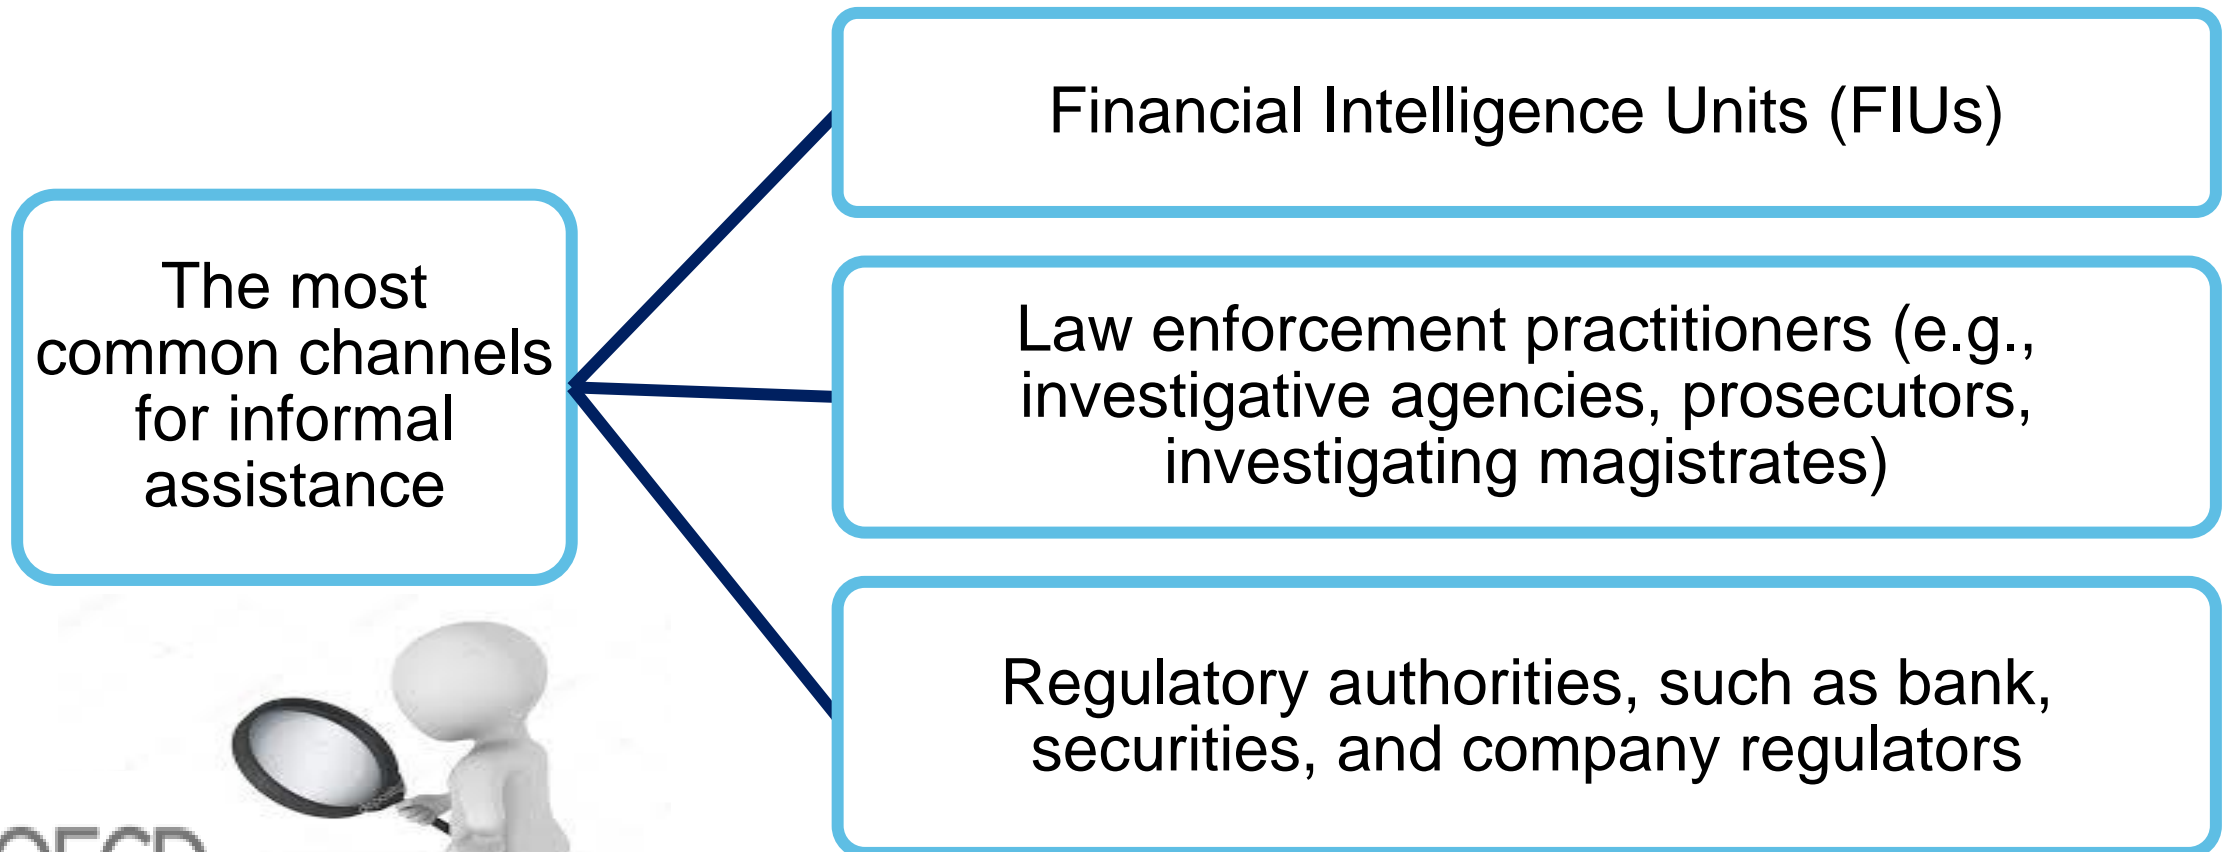 The most
common channels
for informal
assistance
Financial Intelligence Units (FIUs)
Law enforcement practitioners (e.g.,
investigative agencies, prosecutors,
investigating magistrates)
Regulatory authorities, such as bank,
securities, and company regulators
OECD